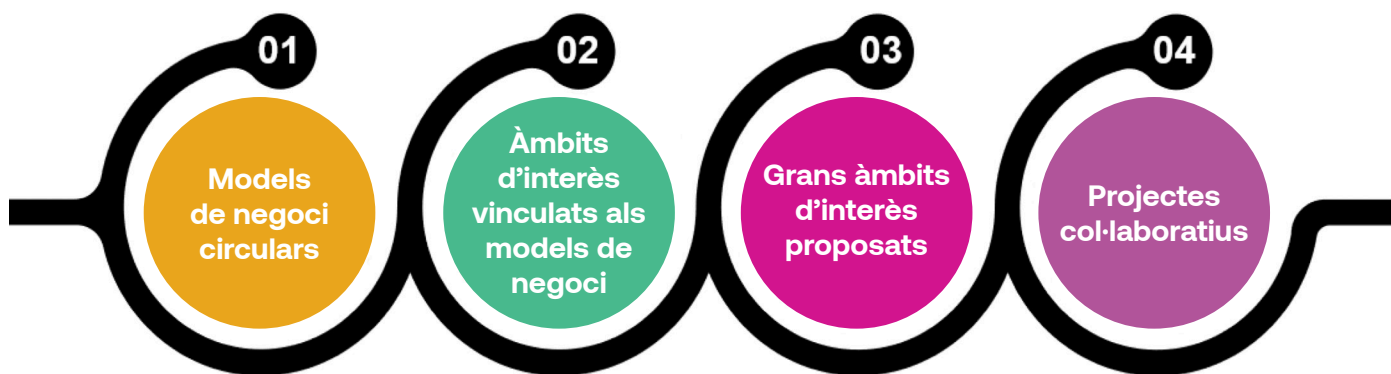 01
Models
de negoci
circulars
02
Àmbits
d’interès
vinculats als
models de
negoci
03
Grans àmbits
d’interès
proposats
04
Projectes
col·laboratius